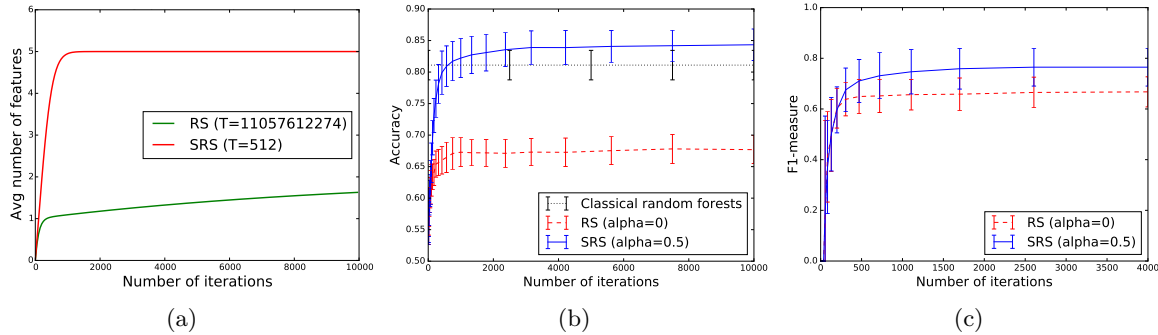 Avg number of features
6
5
4
3
2
1
0
RS (T=11057612274)
SRS (T=512)
0 2000 4000 6000 8000 10000
Number of iterations
(a)
Accuracy
0.90
0.85
0.80
0.75
0.70
0.65
0.60
0.55
0.50
Classical random forests
RS (alpha=0)
SRS (alpha=0.5)
0 2000 4000 6000 8000 10000
Number of iterations
(b)
F1-measure
1.0
0.8
0.6
0.4
0.2
0.0
RS (alpha=0)
SRS (alpha=0.5)
0 500 1000 1500 2000 2500 3000 3500 4000
Number of iterations
(c)